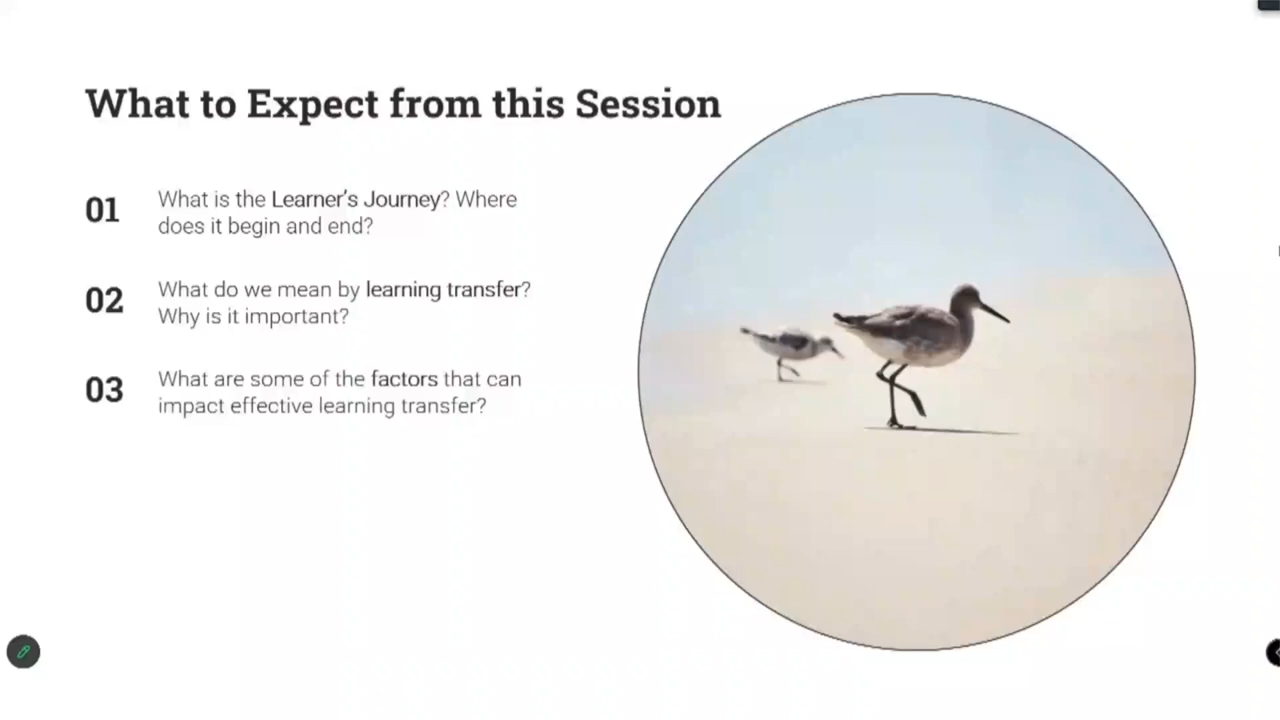 What to Expect from this Session
01
What is the Learner's Journey? Where
does it begin and end?
02
What do we mean by learning transfer?
Why is it important?
03
What are some of the factors that can
impact effective learning transfer?